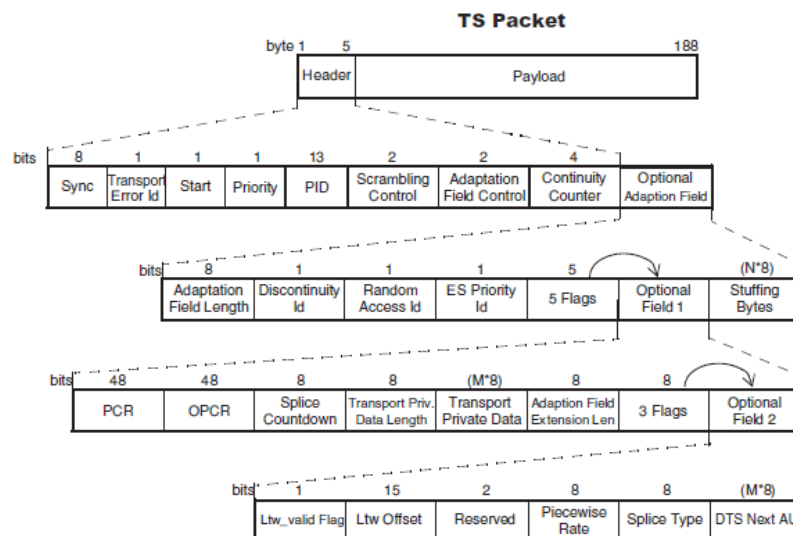 TS Packet
byte 1 5 188
Header Payload
bits 8 1 1 1 13 2 2 4
Sync Transport Error Id Start Priority PID Scrambling Control Adaptation Field Control Continuity Counter Optional Adaption Field
bits 8 1 1 1 5 (N*8)
Adaptation Field Length Discontinuity Id Random Access Id ES Priority Id 5 Flags Optional Field 1 Stuffing Bytes
bits 48 48 8 8 (M*8) 8 8
PCR OPCR Splice Countdown Transport Priv. Data Length Transport Private Data Adaption Field Extension Len 3 Flags Optional Field 2
bits 1 15 2 8 8 (M*8)
Ltw_valid Flag Ltw Offset Reserved Piecewise Rate Splice Type DTS Next AU